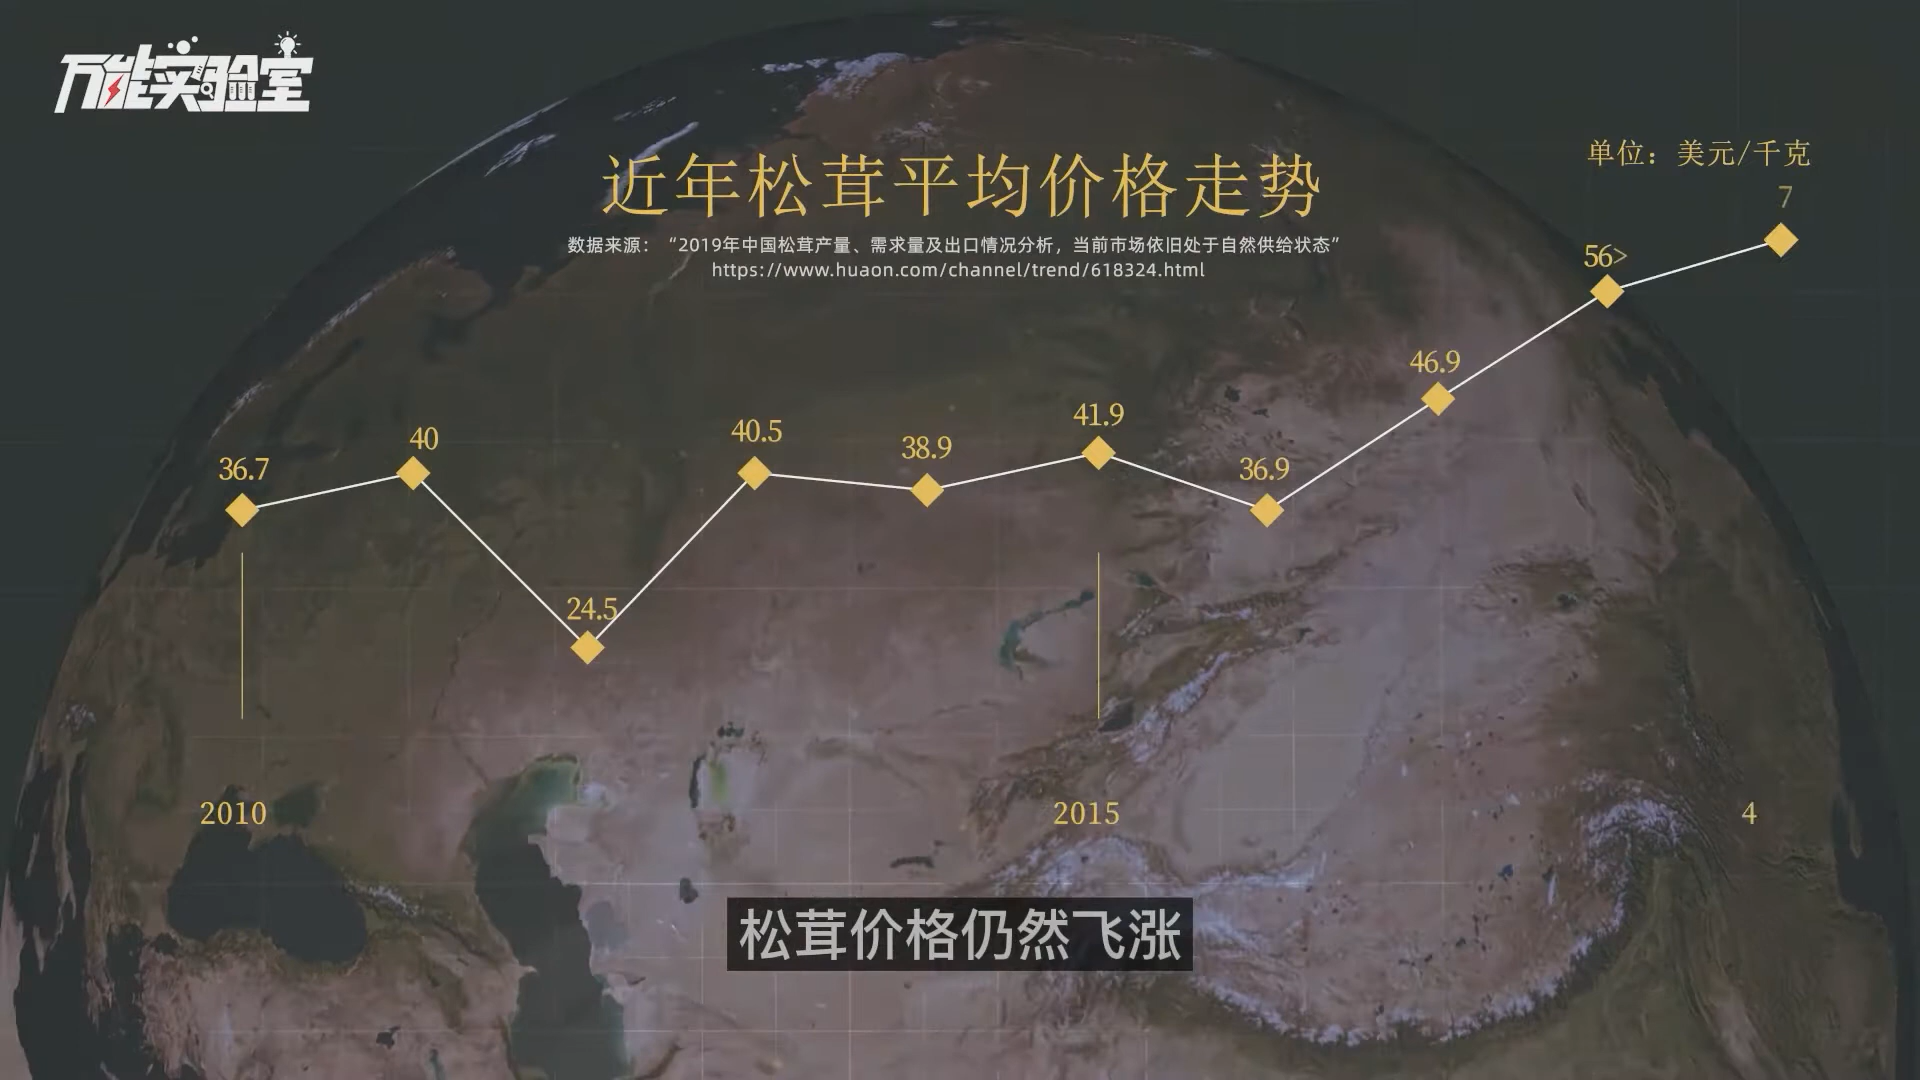 万能实验室
单位：美元/千克
近年松茸平均价格走势
数据来源：“2019年中国松茸产量、需求量及出口情况分析，当前市场依旧处于自然供给状态”
https://www.huaon.com/channel/trend/618324.html
7
56>
46.9
41.9
40.5
40
38.9
36.7
36.9
24.5
2010
2015
4
松茸价格仍然飞涨